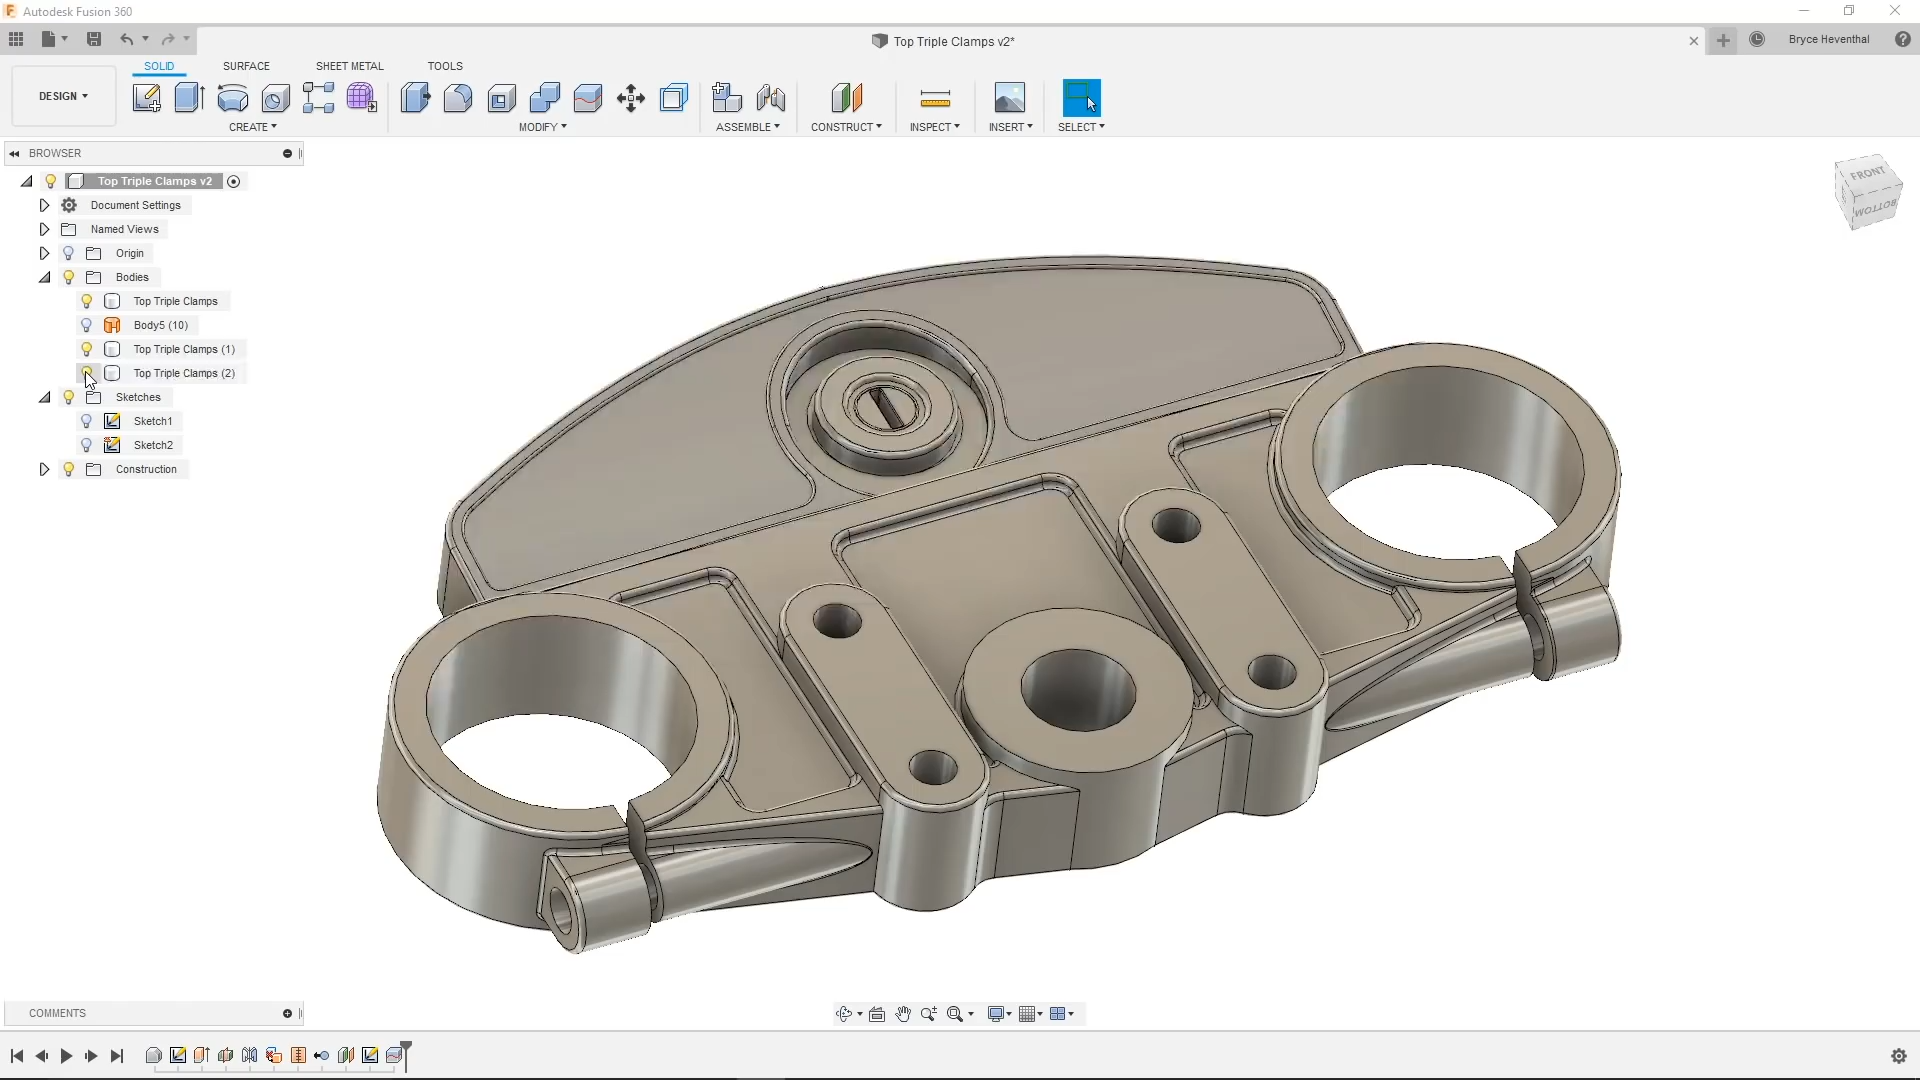 Autodesk Fusion 360
Top Triple Clamps v2*
Bryce Heventhal
SOLID SURFACE SHEET METAL TOOLS
DESIGN
CREATE MODIFY ASSEMBLE CONSTRUCT INSPECT INSERT SELECT
BROWSER
Top Triple Clamps v2
Document Settings
Named Views
Origin
Bodies
Top Triple Clamps
Body5 (10)
Top Triple Clamps (1)
Top Triple Clamps (2)
Sketches
Sketch1
Sketch2
Construction
FRONT
BOTTOM
COMMENTS